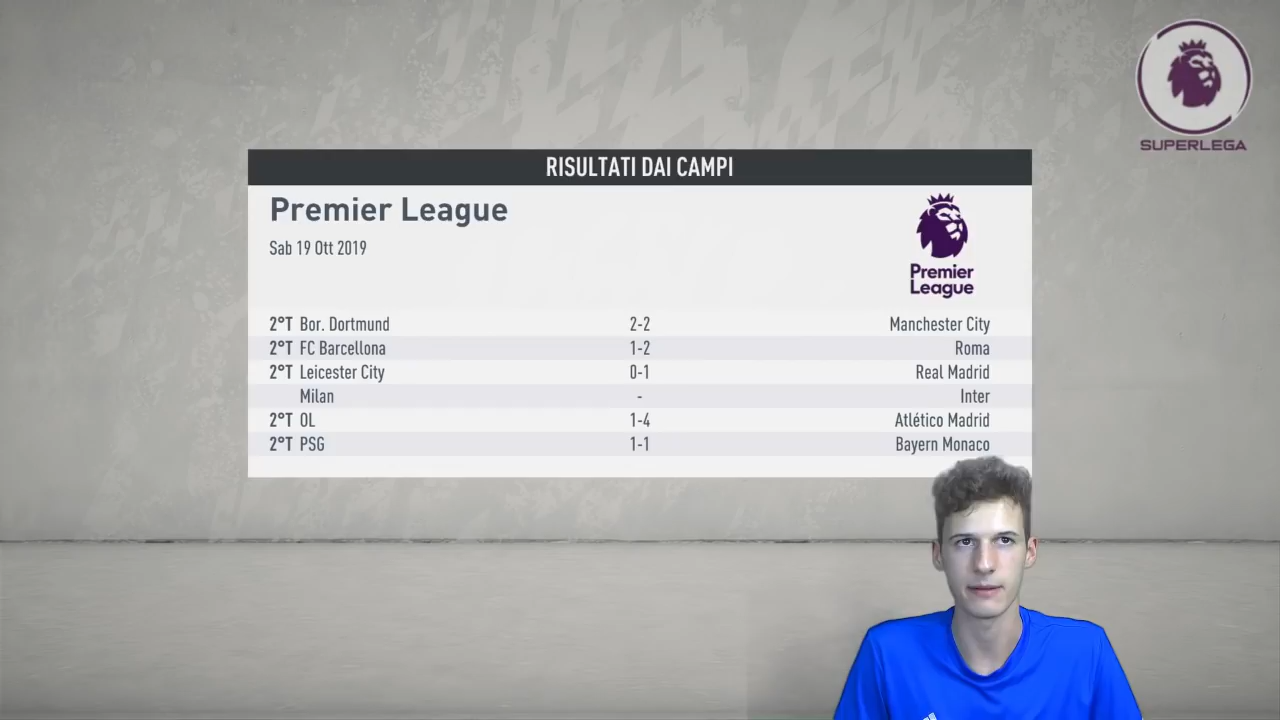 SUPERLEGA
RISULTATI DAI CAMPI
Premier League
Sab 19 Ott 2019
Premier
League
2°T Bor. Dortmund 2-2 Manchester City
2°T FC Barcellona 1-2 Roma
2°T Leicester City 0-1 Real Madrid
Milan - Inter
2°T OL 1-4 Atlético Madrid
2°T PSG 1-1 Bayern Monaco